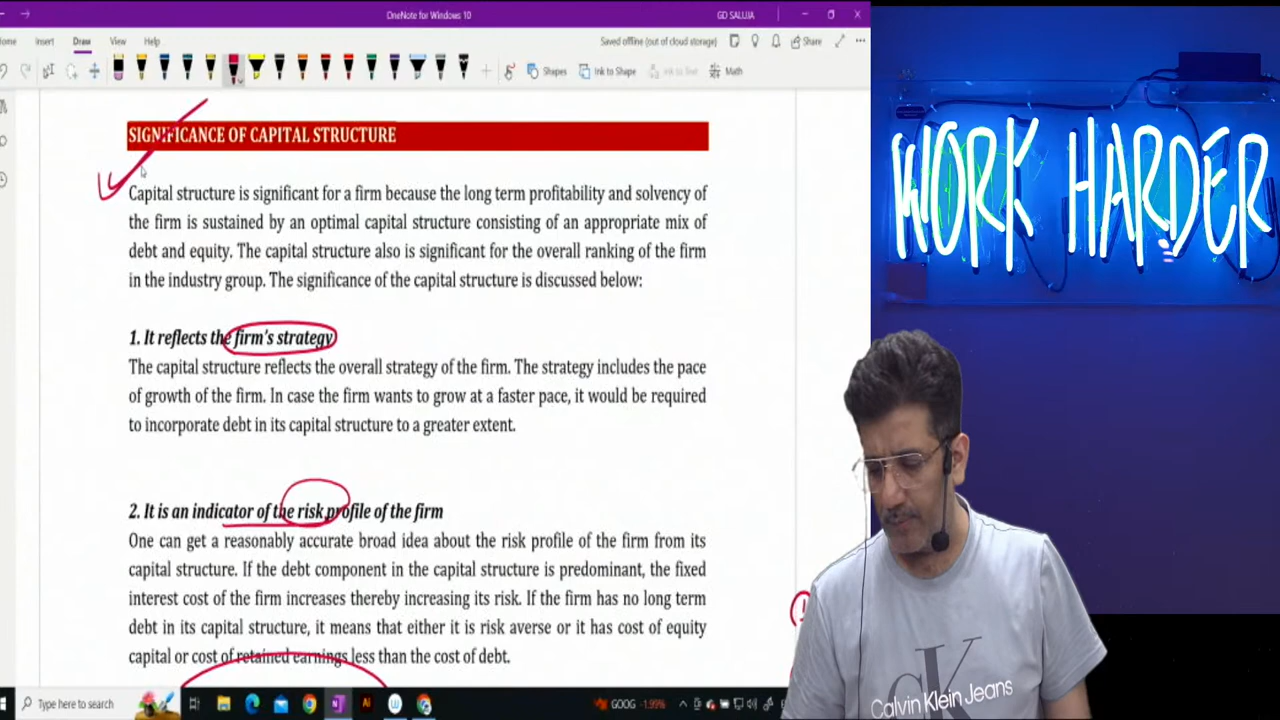 OneNote for Windows 10
GD SALUJA
Home Insert Draw View Help
Saved offline (out of cloud storage)
Share
Shapes
Ink to Shape
Ink to Text
Math
SIGNIFICANCE OF CAPITAL STRUCTURE
Capital structure is significant for a firm because the long term profitability and solvency of
the firm is sustained by an optimal capital structure consisting of an appropriate mix of
debt and equity. The capital structure also is significant for the overall ranking of the firm
in the industry group. The significance of the capital structure is discussed below:
1. It reflects the firm's strategy
The capital structure reflects the overall strategy of the firm. The strategy includes the pace
of growth of the firm. In case the firm wants to grow at a faster pace, it would be required
to incorporate debt in its capital structure to a greater extent.
2. It is an indicator of the risk profile of the firm
One can get a reasonably accurate broad idea about the risk profile of the firm from its
capital structure. If the debt component in the capital structure is predominant, the fixed
interest cost of the firm increases thereby increasing its risk. If the firm has no long term
debt in its capital structure, it means that either it is risk averse or it has cost of equity
capital or cost of retained earnings less than the cost of debt.
WORK HARDER
CK
Calvin Klein Jeans
Type here to search
GOOG -1.99%